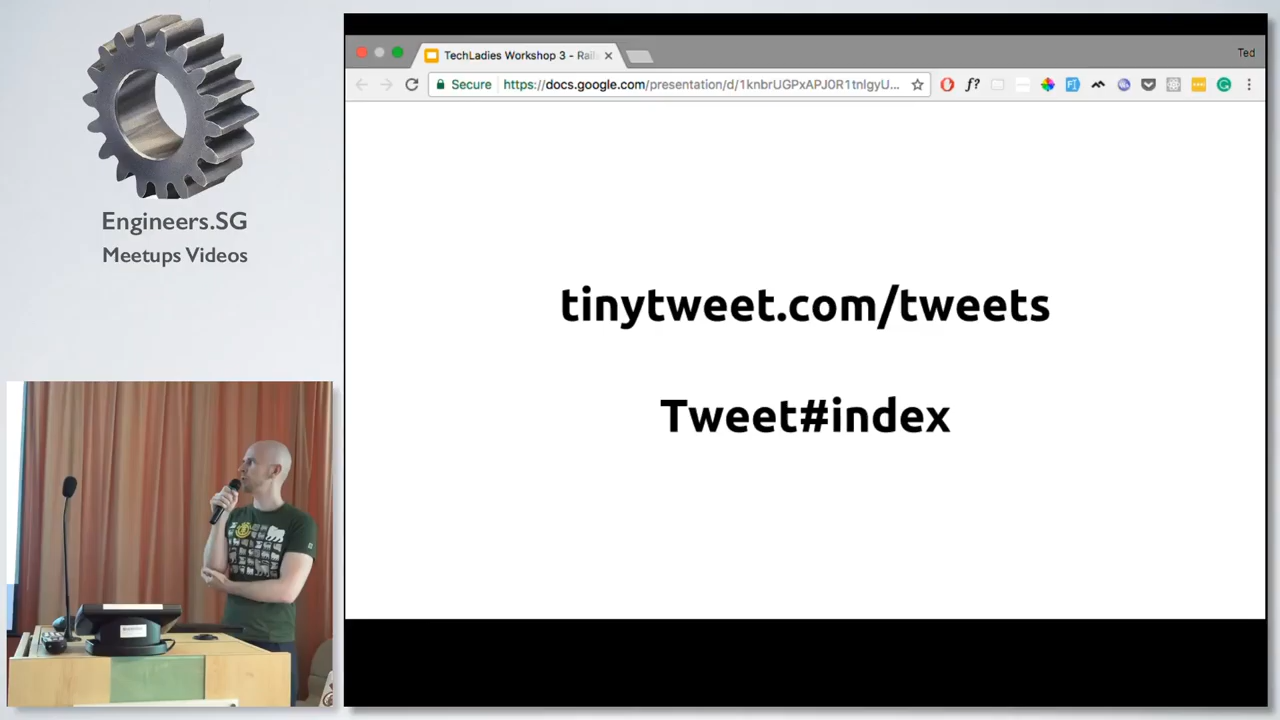 Engineers.SG
Meetups Videos
TechLadies Workshop 3 - Rail
Ted
Secure
https://docs.google.com/presentation/d/1knbrUGPxAPJ0R1tnlgyU...
f?
tinytweet.com/tweets
Tweet#index